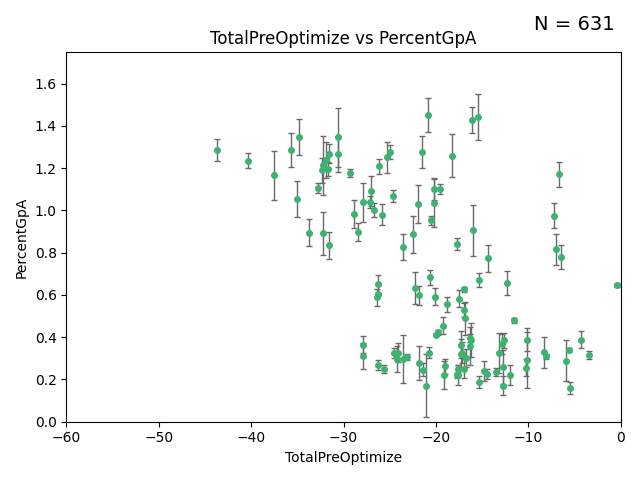 N = 631
TotalPreOptimize vs PercentGpA
PercentGpA
1.6
1.4
1.2
1.0
0.8
0.6
0.4
0.2
0.0
−60 −50 −40 −30 −20 −10 0
TotalPreOptimize